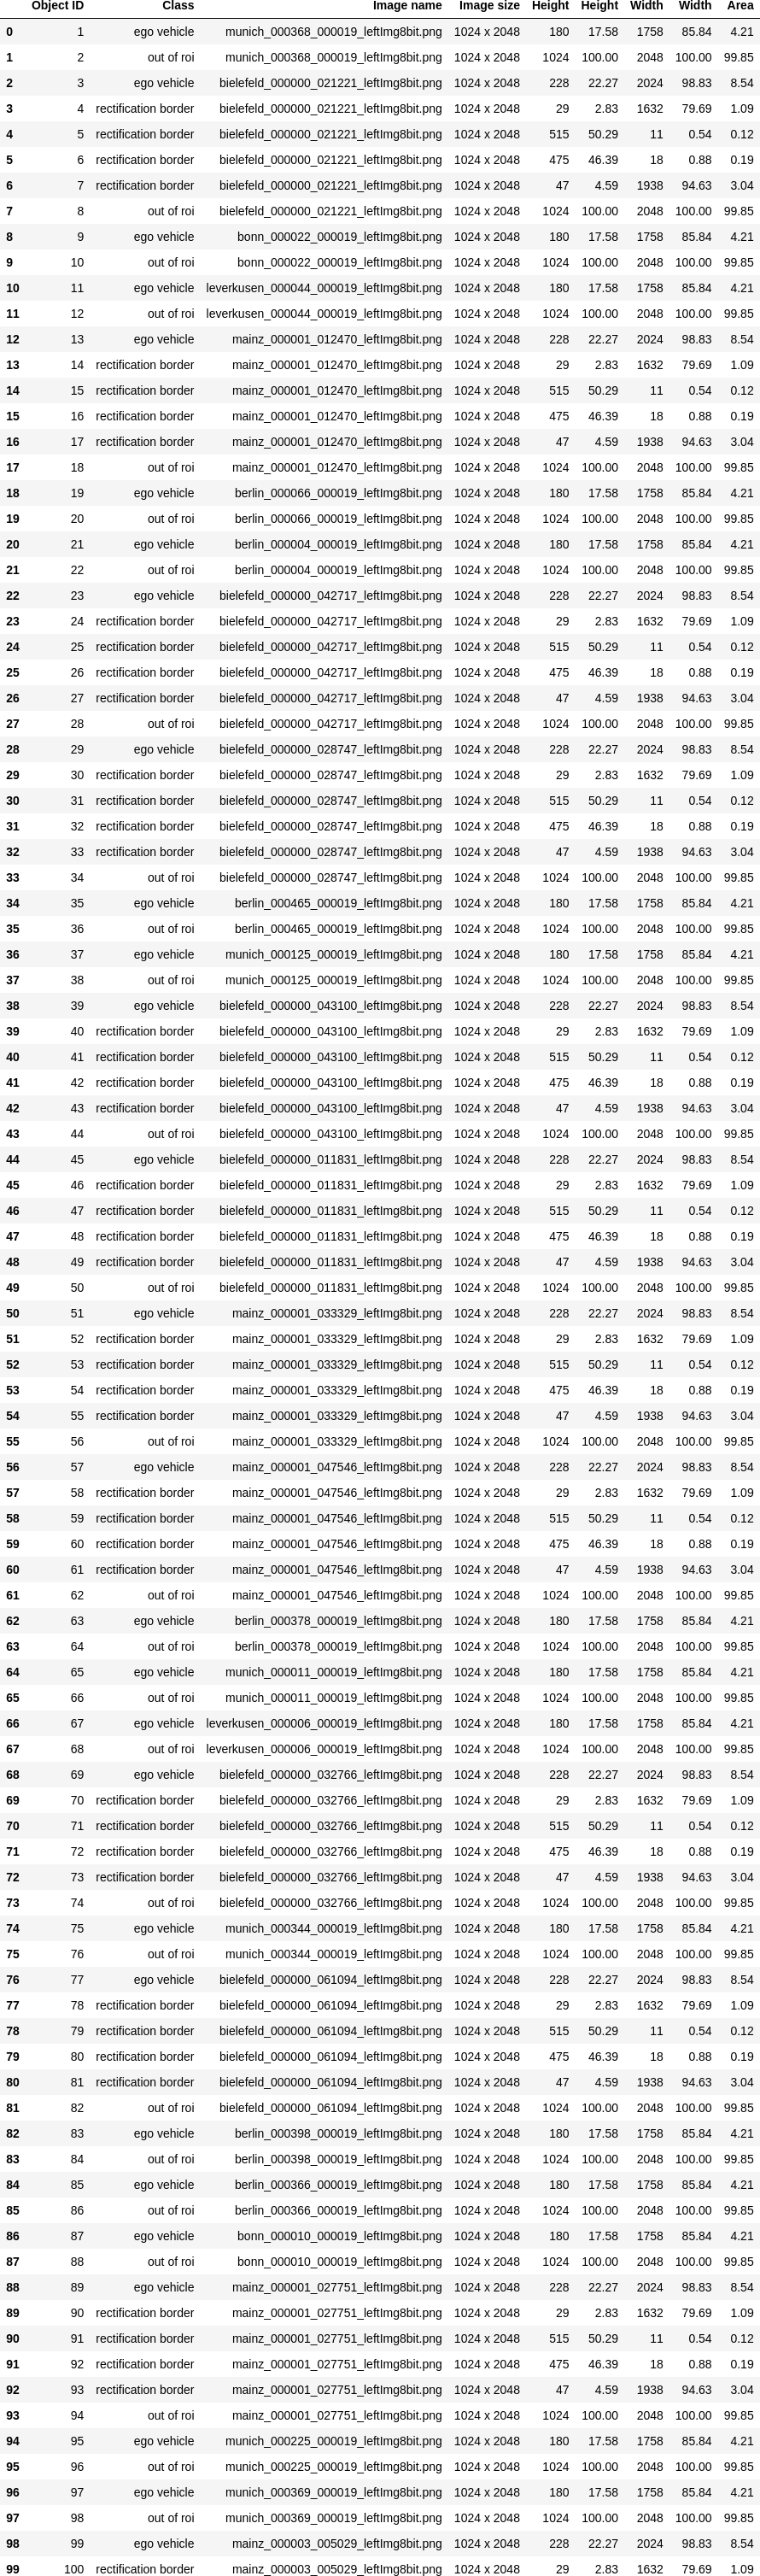 Object ID Class Image name Image size Height Height Width Width Area
0 1 ego vehicle munich_000368_000019_leftImg8bit.png 1024 x 2048 180 17.58 1758 85.84 4.21
1 2 out of roi munich_000368_000019_leftImg8bit.png 1024 x 2048 1024 100.00 2048 100.00 99.85
2 3 ego vehicle bielefeld_000000_021221_leftImg8bit.png 1024 x 2048 228 22.27 2024 98.83 8.54
3 4 rectification border bielefeld_000000_021221_leftImg8bit.png 1024 x 2048 29 2.83 1632 79.69 1.09
4 5 rectification border bielefeld_000000_021221_leftImg8bit.png 1024 x 2048 515 50.29 11 0.54 0.12
5 6 rectification border bielefeld_000000_021221_leftImg8bit.png 1024 x 2048 475 46.39 18 0.88 0.19
6 7 rectification border bielefeld_000000_021221_leftImg8bit.png 1024 x 2048 47 4.59 1938 94.63 3.04
7 8 out of roi bielefeld_000000_021221_leftImg8bit.png 1024 x 2048 1024 100.00 2048 100.00 99.85
8 9 ego vehicle bonn_000022_000019_leftImg8bit.png 1024 x 2048 180 17.58 1758 85.84 4.21
9 10 out of roi bonn_000022_000019_leftImg8bit.png 1024 x 2048 1024 100.00 2048 100.00 99.85
10 11 ego vehicle leverkusen_000044_000019_leftImg8bit.png 1024 x 2048 180 17.58 1758 85.84 4.21
11 12 out of roi leverkusen_000044_000019_leftImg8bit.png 1024 x 2048 1024 100.00 2048 100.00 99.85
12 13 ego vehicle mainz_000001_012470_leftImg8bit.png 1024 x 2048 228 22.27 2024 98.83 8.54
13 14 rectification border mainz_000001_012470_leftImg8bit.png 1024 x 2048 29 2.83 1632 79.69 1.09
14 15 rectification border mainz_000001_012470_leftImg8bit.png 1024 x 2048 515 50.29 11 0.54 0.12
15 16 rectification border mainz_000001_012470_leftImg8bit.png 1024 x 2048 475 46.39 18 0.88 0.19
16 17 rectification border mainz_000001_012470_leftImg8bit.png 1024 x 2048 47 4.59 1938 94.63 3.04
17 18 out of roi mainz_000001_012470_leftImg8bit.png 1024 x 2048 1024 100.00 2048 100.00 99.85
18 19 ego vehicle berlin_000066_000019_leftImg8bit.png 1024 x 2048 180 17.58 1758 85.84 4.21
19 20 out of roi berlin_000066_000019_leftImg8bit.png 1024 x 2048 1024 100.00 2048 100.00 99.85
20 21 ego vehicle berlin_000004_000019_leftImg8bit.png 1024 x 2048 180 17.58 1758 85.84 4.21
21 22 out of roi berlin_000004_000019_leftImg8bit.png 1024 x 2048 1024 100.00 2048 100.00 99.85
22 23 ego vehicle bielefeld_000000_042717_leftImg8bit.png 1024 x 2048 228 22.27 2024 98.83 8.54
23 24 rectification border bielefeld_000000_042717_leftImg8bit.png 1024 x 2048 29 2.83 1632 79.69 1.09
24 25 rectification border bielefeld_000000_042717_leftImg8bit.png 1024 x 2048 515 50.29 11 0.54 0.12
25 26 rectification border bielefeld_000000_042717_leftImg8bit.png 1024 x 2048 475 46.39 18 0.88 0.19
26 27 rectification border bielefeld_000000_042717_leftImg8bit.png 1024 x 2048 47 4.59 1938 94.63 3.04
27 28 out of roi bielefeld_000000_042717_leftImg8bit.png 1024 x 2048 1024 100.00 2048 100.00 99.85
28 29 ego vehicle bielefeld_000000_028747_leftImg8bit.png 1024 x 2048 228 22.27 2024 98.83 8.54
29 30 rectification border bielefeld_000000_028747_leftImg8bit.png 1024 x 2048 29 2.83 1632 79.69 1.09
30 31 rectification border bielefeld_000000_028747_leftImg8bit.png 1024 x 2048 515 50.29 11 0.54 0.12
31 32 rectification border bielefeld_000000_028747_leftImg8bit.png 1024 x 2048 475 46.39 18 0.88 0.19
32 33 rectification border bielefeld_000000_028747_leftImg8bit.png 1024 x 2048 47 4.59 1938 94.63 3.04
33 34 out of roi bielefeld_000000_028747_leftImg8bit.png 1024 x 2048 1024 100.00 2048 100.00 99.85
34 35 ego vehicle berlin_000465_000019_leftImg8bit.png 1024 x 2048 180 17.58 1758 85.84 4.21
35 36 out of roi berlin_000465_000019_leftImg8bit.png 1024 x 2048 1024 100.00 2048 100.00 99.85
36 37 ego vehicle munich_000125_000019_leftImg8bit.png 1024 x 2048 180 17.58 1758 85.84 4.21
37 38 out of roi munich_000125_000019_leftImg8bit.png 1024 x 2048 1024 100.00 2048 100.00 99.85
38 39 ego vehicle bielefeld_000000_043100_leftImg8bit.png 1024 x 2048 228 22.27 2024 98.83 8.54
39 40 rectification border bielefeld_000000_043100_leftImg8bit.png 1024 x 2048 29 2.83 1632 79.69 1.09
40 41 rectification border bielefeld_000000_043100_leftImg8bit.png 1024 x 2048 515 50.29 11 0.54 0.12
41 42 rectification border bielefeld_000000_043100_leftImg8bit.png 1024 x 2048 475 46.39 18 0.88 0.19
42 43 rectification border bielefeld_000000_043100_leftImg8bit.png 1024 x 2048 47 4.59 1938 94.63 3.04
43 44 out of roi bielefeld_000000_043100_leftImg8bit.png 1024 x 2048 1024 100.00 2048 100.00 99.85
44 45 ego vehicle bielefeld_000000_011831_leftImg8bit.png 1024 x 2048 228 22.27 2024 98.83 8.54
45 46 rectification border bielefeld_000000_011831_leftImg8bit.png 1024 x 2048 29 2.83 1632 79.69 1.09
46 47 rectification border bielefeld_000000_011831_leftImg8bit.png 1024 x 2048 515 50.29 11 0.54 0.12
47 48 rectification border bielefeld_000000_011831_leftImg8bit.png 1024 x 2048 475 46.39 18 0.88 0.19
48 49 rectification border bielefeld_000000_011831_leftImg8bit.png 1024 x 2048 47 4.59 1938 94.63 3.04
49 50 out of roi bielefeld_000000_011831_leftImg8bit.png 1024 x 2048 1024 100.00 2048 100.00 99.85
50 51 ego vehicle mainz_000001_033329_leftImg8bit.png 1024 x 2048 228 22.27 2024 98.83 8.54
51 52 rectification border mainz_000001_033329_leftImg8bit.png 1024 x 2048 29 2.83 1632 79.69 1.09
52 53 rectification border mainz_000001_033329_leftImg8bit.png 1024 x 2048 515 50.29 11 0.54 0.12
53 54 rectification border mainz_000001_033329_leftImg8bit.png 1024 x 2048 475 46.39 18 0.88 0.19
54 55 rectification border mainz_000001_033329_leftImg8bit.png 1024 x 2048 47 4.59 1938 94.63 3.04
55 56 out of roi mainz_000001_033329_leftImg8bit.png 1024 x 2048 1024 100.00 2048 100.00 99.85
56 57 ego vehicle mainz_000001_047546_leftImg8bit.png 1024 x 2048 228 22.27 2024 98.83 8.54
57 58 rectification border mainz_000001_047546_leftImg8bit.png 1024 x 2048 29 2.83 1632 79.69 1.09
58 59 rectification border mainz_000001_047546_leftImg8bit.png 1024 x 2048 515 50.29 11 0.54 0.12
59 60 rectification border mainz_000001_047546_leftImg8bit.png 1024 x 2048 475 46.39 18 0.88 0.19
60 61 rectification border mainz_000001_047546_leftImg8bit.png 1024 x 2048 47 4.59 1938 94.63 3.04
61 62 out of roi mainz_000001_047546_leftImg8bit.png 1024 x 2048 1024 100.00 2048 100.00 99.85
62 63 ego vehicle berlin_000378_000019_leftImg8bit.png 1024 x 2048 180 17.58 1758 85.84 4.21
63 64 out of roi berlin_000378_000019_leftImg8bit.png 1024 x 2048 1024 100.00 2048 100.00 99.85
64 65 ego vehicle munich_000011_000019_leftImg8bit.png 1024 x 2048 180 17.58 1758 85.84 4.21
65 66 out of roi munich_000011_000019_leftImg8bit.png 1024 x 2048 1024 100.00 2048 100.00 99.85
66 67 ego vehicle leverkusen_000006_000019_leftImg8bit.png 1024 x 2048 180 17.58 1758 85.84 4.21
67 68 out of roi leverkusen_000006_000019_leftImg8bit.png 1024 x 2048 1024 100.00 2048 100.00 99.85
68 69 ego vehicle bielefeld_000000_032766_leftImg8bit.png 1024 x 2048 228 22.27 2024 98.83 8.54
69 70 rectification border bielefeld_000000_032766_leftImg8bit.png 1024 x 2048 29 2.83 1632 79.69 1.09
70 71 rectification border bielefeld_000000_032766_leftImg8bit.png 1024 x 2048 515 50.29 11 0.54 0.12
71 72 rectification border bielefeld_000000_032766_leftImg8bit.png 1024 x 2048 475 46.39 18 0.88 0.19
72 73 rectification border bielefeld_000000_032766_leftImg8bit.png 1024 x 2048 47 4.59 1938 94.63 3.04
73 74 out of roi bielefeld_000000_032766_leftImg8bit.png 1024 x 2048 1024 100.00 2048 100.00 99.85
74 75 ego vehicle munich_000344_000019_leftImg8bit.png 1024 x 2048 180 17.58 1758 85.84 4.21
75 76 out of roi munich_000344_000019_leftImg8bit.png 1024 x 2048 1024 100.00 2048 100.00 99.85
76 77 ego vehicle bielefeld_000000_061094_leftImg8bit.png 1024 x 2048 228 22.27 2024 98.83 8.54
77 78 rectification border bielefeld_000000_061094_leftImg8bit.png 1024 x 2048 29 2.83 1632 79.69 1.09
78 79 rectification border bielefeld_000000_061094_leftImg8bit.png 1024 x 2048 515 50.29 11 0.54 0.12
79 80 rectification border bielefeld_000000_061094_leftImg8bit.png 1024 x 2048 475 46.39 18 0.88 0.19
80 81 rectification border bielefeld_000000_061094_leftImg8bit.png 1024 x 2048 47 4.59 1938 94.63 3.04
81 82 out of roi bielefeld_000000_061094_leftImg8bit.png 1024 x 2048 1024 100.00 2048 100.00 99.85
82 83 ego vehicle berlin_000398_000019_leftImg8bit.png 1024 x 2048 180 17.58 1758 85.84 4.21
83 84 out of roi berlin_000398_000019_leftImg8bit.png 1024 x 2048 1024 100.00 2048 100.00 99.85
84 85 ego vehicle berlin_000366_000019_leftImg8bit.png 1024 x 2048 180 17.58 1758 85.84 4.21
85 86 out of roi berlin_000366_000019_leftImg8bit.png 1024 x 2048 1024 100.00 2048 100.00 99.85
86 87 ego vehicle bonn_000010_000019_leftImg8bit.png 1024 x 2048 180 17.58 1758 85.84 4.21
87 88 out of roi bonn_000010_000019_leftImg8bit.png 1024 x 2048 1024 100.00 2048 100.00 99.85
88 89 ego vehicle mainz_000001_027751_leftImg8bit.png 1024 x 2048 228 22.27 2024 98.83 8.54
89 90 rectification border mainz_000001_027751_leftImg8bit.png 1024 x 2048 29 2.83 1632 79.69 1.09
90 91 rectification border mainz_000001_027751_leftImg8bit.png 1024 x 2048 515 50.29 11 0.54 0.12
91 92 rectification border mainz_000001_027751_leftImg8bit.png 1024 x 2048 475 46.39 18 0.88 0.19
92 93 rectification border mainz_000001_027751_leftImg8bit.png 1024 x 2048 47 4.59 1938 94.63 3.04
93 94 out of roi mainz_000001_027751_leftImg8bit.png 1024 x 2048 1024 100.00 2048 100.00 99.85
94 95 ego vehicle munich_000225_000019_leftImg8bit.png 1024 x 2048 180 17.58 1758 85.84 4.21
95 96 out of roi munich_000225_000019_leftImg8bit.png 1024 x 2048 1024 100.00 2048 100.00 99.85
96 97 ego vehicle munich_000369_000019_leftImg8bit.png 1024 x 2048 180 17.58 1758 85.84 4.21
97 98 out of roi munich_000369_000019_leftImg8bit.png 1024 x 2048 1024 100.00 2048 100.00 99.85
98 99 ego vehicle mainz_000003_005029_leftImg8bit.png 1024 x 2048 228 22.27 2024 98.83 8.54
99 100 rectification border mainz_000003_005029_leftImg8bit.png 1024 x 2048 29 2.83 1632 79.69 1.09